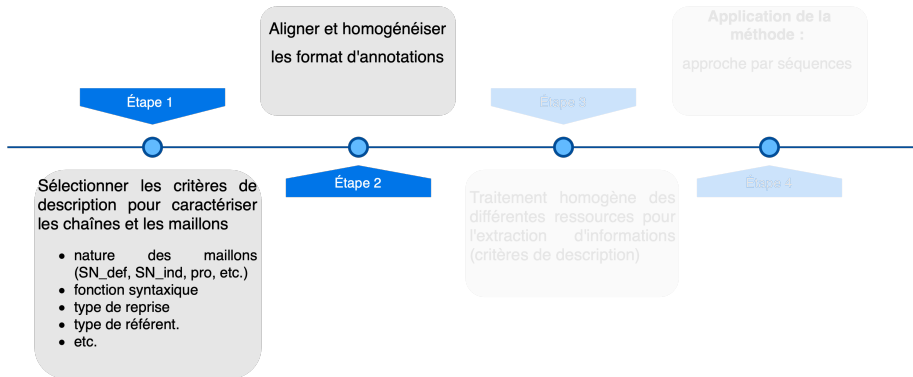 Étape 1
Sélectionner les critères de
description pour caractériser
les chaînes et les maillons
• nature des maillons
(SN_def, SN_ind, pro, etc.)
• fonction syntaxique
• type de reprise
• type de référent.
• etc.
Aligner et homogénéiser
les format d'annotations
Étape 2
Étape 3
Traitement homogène des
différentes ressources pour
l'extraction d'informations
(critères de description)
Application de la
méthode :
approche par séquences
Étape 4